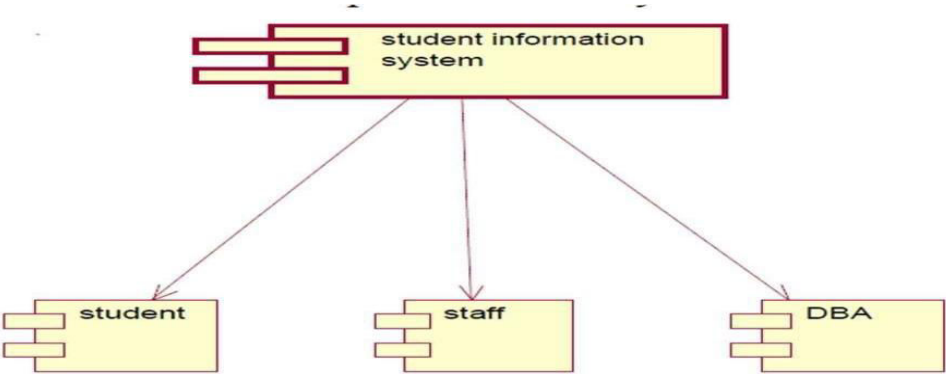 student information
system
student
staff
DBA